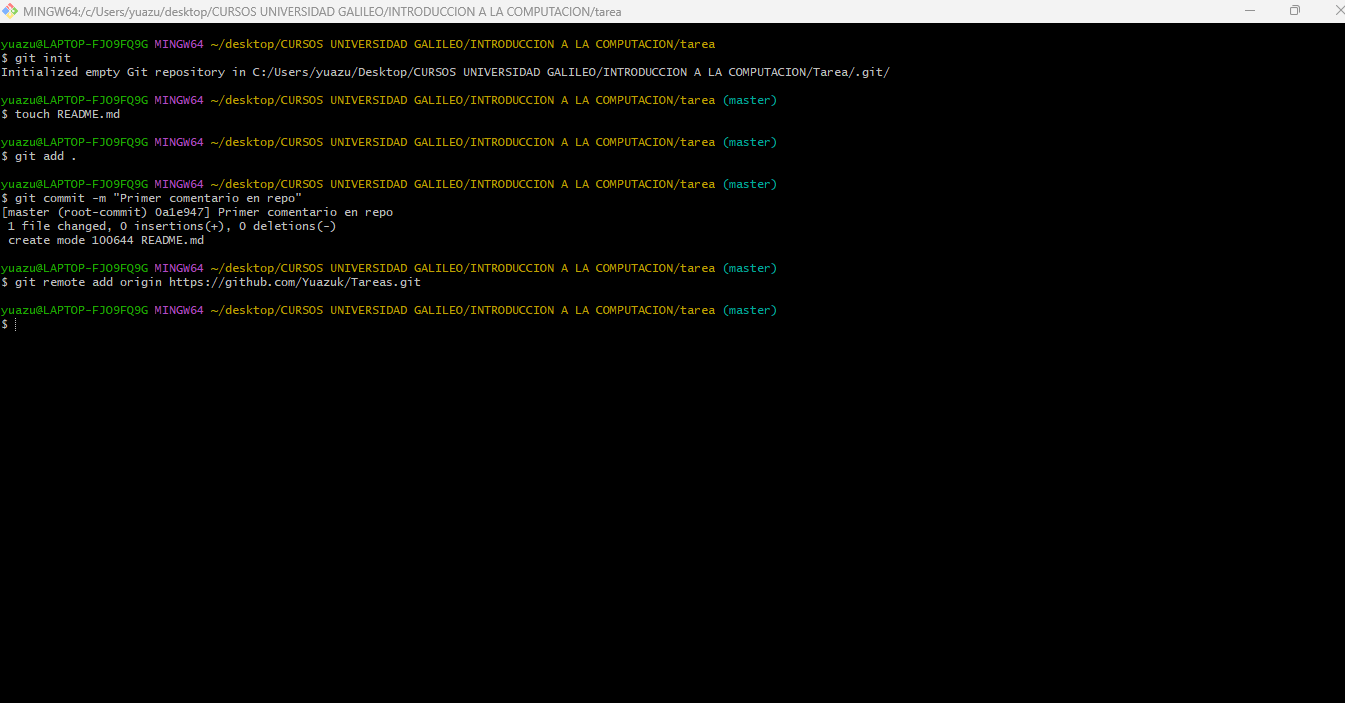 MINGW64:/c/Users/yuazu/desktop/CURSOS UNIVERSIDAD GALILEO/INTRODUCCION A LA COMPUTACION/tarea
yuazu@LAPTOP-FJO9FQ9G MINGW64 ~/desktop/CURSOS UNIVERSIDAD GALILEO/INTRODUCCION A LA COMPUTACION/tarea
$ git init
Initialized empty Git repository in C:/Users/yuazu/Desktop/CURSOS UNIVERSIDAD GALILEO/INTRODUCCION A LA COMPUTACION/Tarea/.git/
yuazu@LAPTOP-FJO9FQ9G MINGW64 ~/desktop/CURSOS UNIVERSIDAD GALILEO/INTRODUCCION A LA COMPUTACION/tarea (master)
$ touch README.md
yuazu@LAPTOP-FJO9FQ9G MINGW64 ~/desktop/CURSOS UNIVERSIDAD GALILEO/INTRODUCCION A LA COMPUTACION/tarea (master)
$ git add .
yuazu@LAPTOP-FJO9FQ9G MINGW64 ~/desktop/CURSOS UNIVERSIDAD GALILEO/INTRODUCCION A LA COMPUTACION/tarea (master)
$ git commit -m "Primer comentario en repo"
[master (root-commit) 0a1e947] Primer comentario en repo
1 file changed, 0 insertions(+), 0 deletions(-)
create mode 100644 README.md
yuazu@LAPTOP-FJO9FQ9G MINGW64 ~/desktop/CURSOS UNIVERSIDAD GALILEO/INTRODUCCION A LA COMPUTACION/tarea (master)
$ git remote add origin https://github.com/Yuazuk/Tareas.git
yuazu@LAPTOP-FJO9FQ9G MINGW64 ~/desktop/CURSOS UNIVERSIDAD GALILEO/INTRODUCCION A LA COMPUTACION/tarea (master)
$